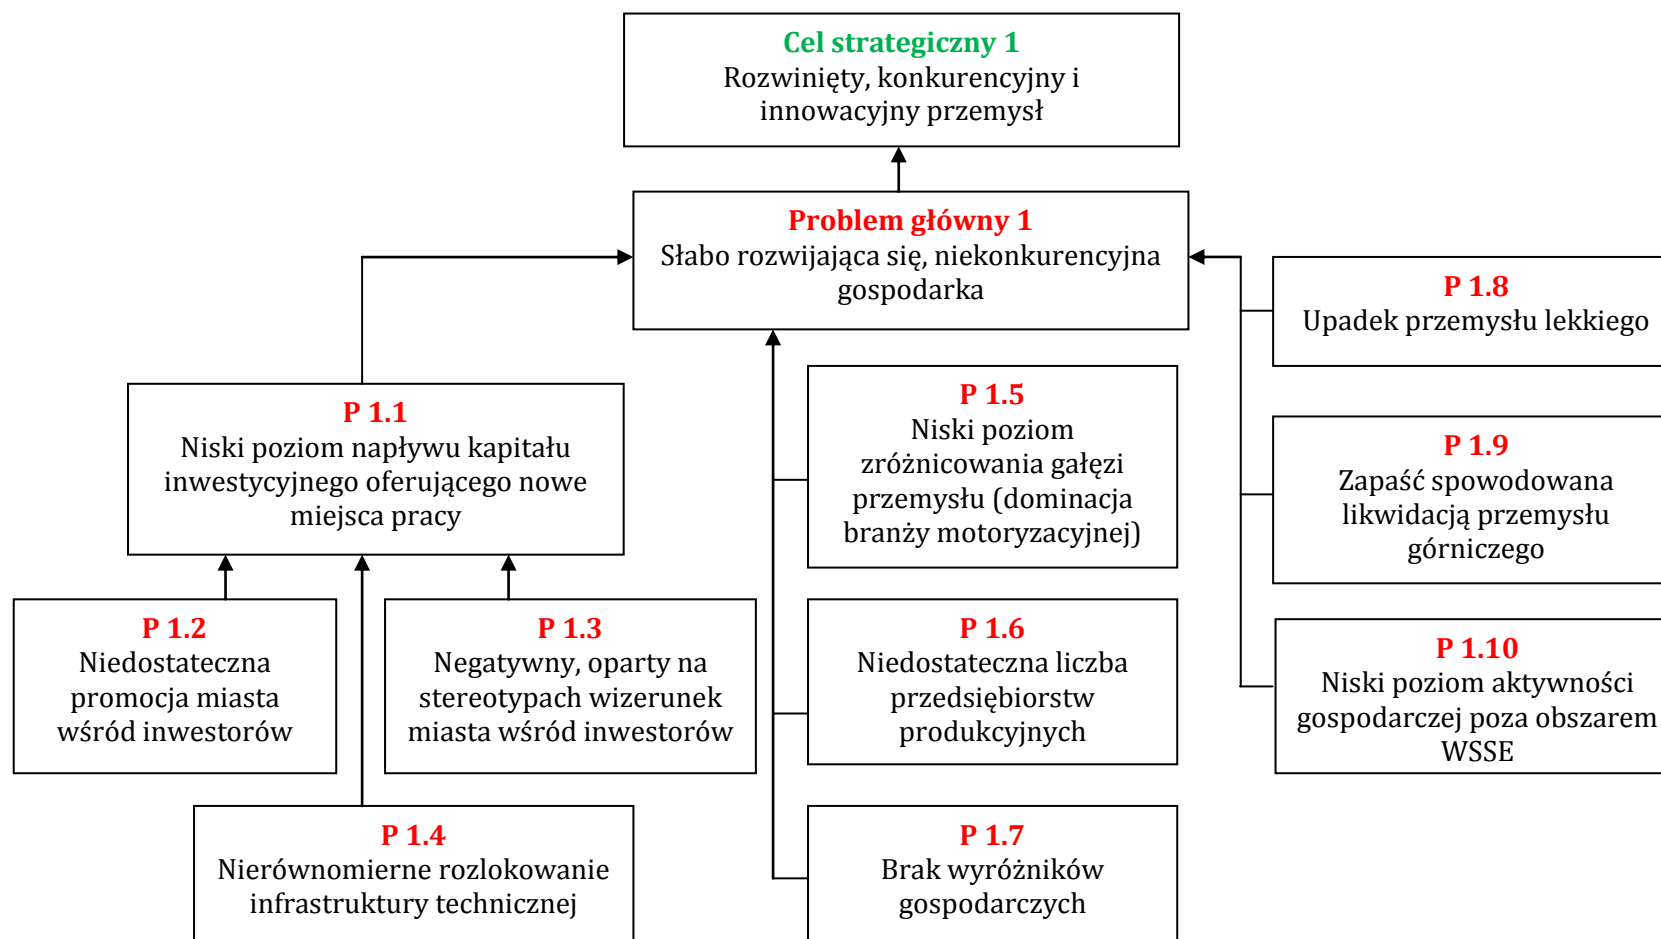 Cel strategiczny 1
Rozwinięty, konkurencyjny i
innowacyjny przemysł
Problem główny 1
Słabo rozwijająca się, niekonkurencyjna
gospodarka
P 1.1
Niski poziom napływu kapitału
inwestycyjnego oferującego nowe
miejsca pracy
P 1.2
Niedostateczna
promocja miasta
wśród inwestorów
P 1.3
Negatywny, oparty na
stereotypach wizerunek
miasta wśród inwestorów
P 1.4
Nierównomierne rozlokowanie
infrastruktury technicznej
P 1.5
Niski poziom
zróżnicowania gałęzi
przemysłu (dominacja
branży motoryzacyjnej)
P 1.6
Niedostateczna liczba
przedsiębiorstw
produkcyjnych
P 1.7
Brak wyróżników
gospodarczych
P 1.8
Upadek przemysłu lekkiego
P 1.9
Zapaść spowodowana
likwidacją przemysłu
górniczego
P 1.10
Niski poziom aktywności
gospodarczej poza obszarem
WSSE